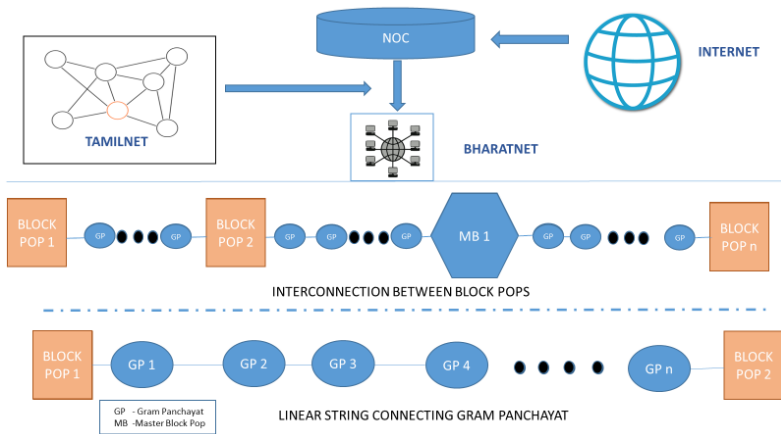 NOC
INTERNET
TAMILNET
BHARATNET
BLOCK
POP 1
GP
GP
BLOCK
POP 2
GP
GP
GP
MB 1
GP
GP
GP
BLOCK
POP n
INTERCONNECTION BETWEEN BLOCK POPS
BLOCK
POP 1
GP 1
GP 2
GP 3
GP 4
GP n
BLOCK
POP 2
GP - Gram Panchayat
MB -Master Block Pop
LINEAR STRING CONNECTING GRAM PANCHAYAT